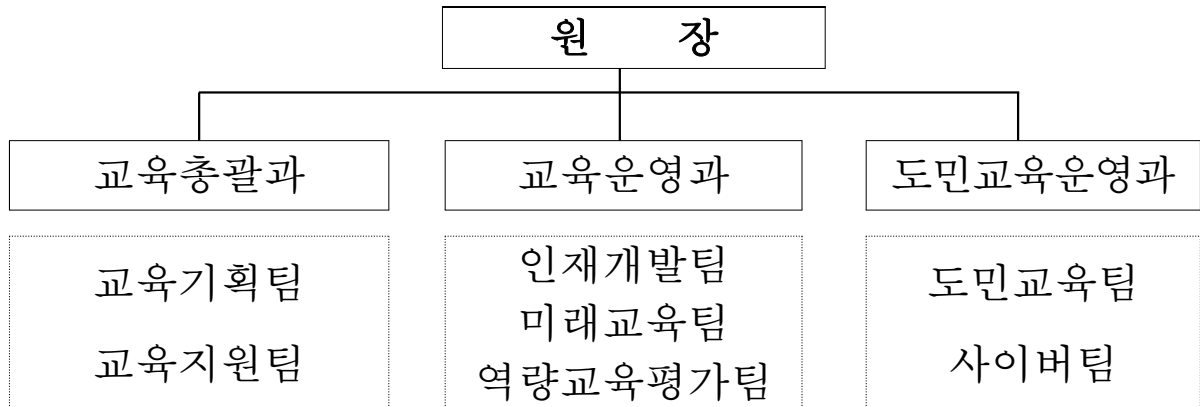 원 장
교육총괄과
교육운영과
도민교육운영과
교육기획팀
교육지원팀
인재개발팀
미래교육팀
역량교육평가팀
도민교육팀
사이버팀